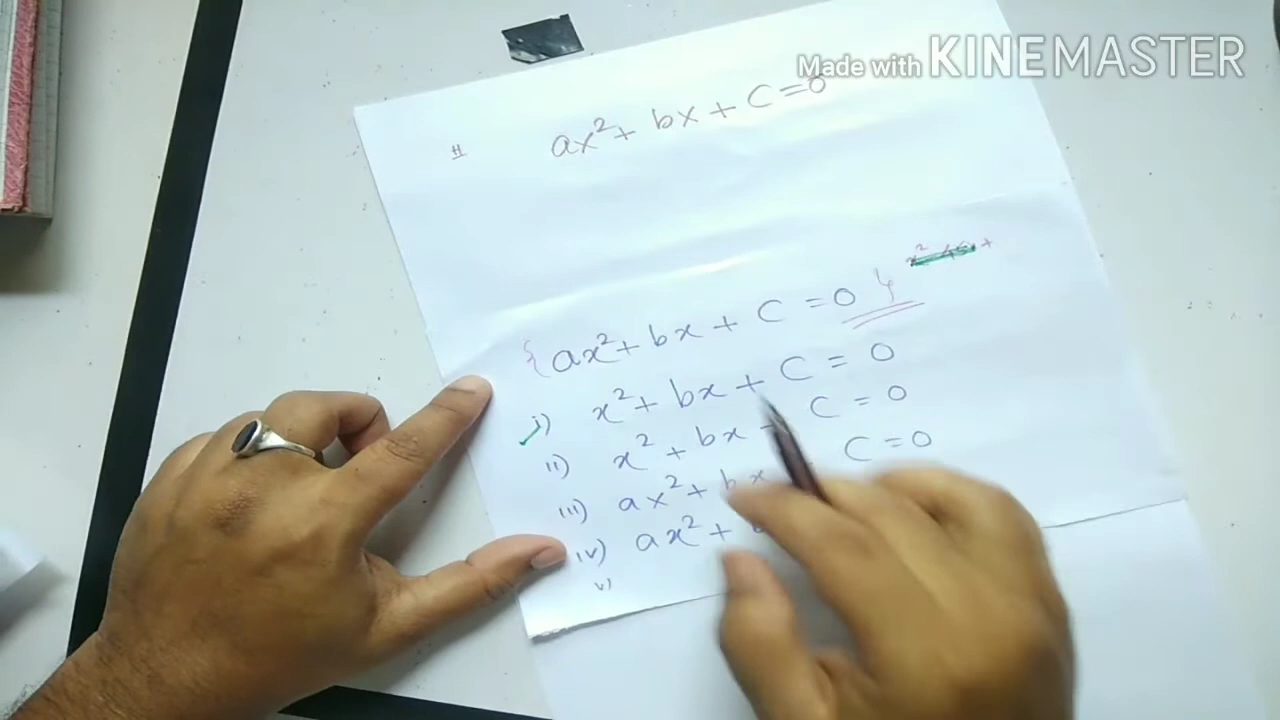 Made with KINEMASTER
# ax² + bx + C = 0
{ ax² + bx + C = 0 }
i) x² + bx + C = 0
ii) x² + bx - C = 0
iii) ax² + bx C = 0
iv) ax² +
v)